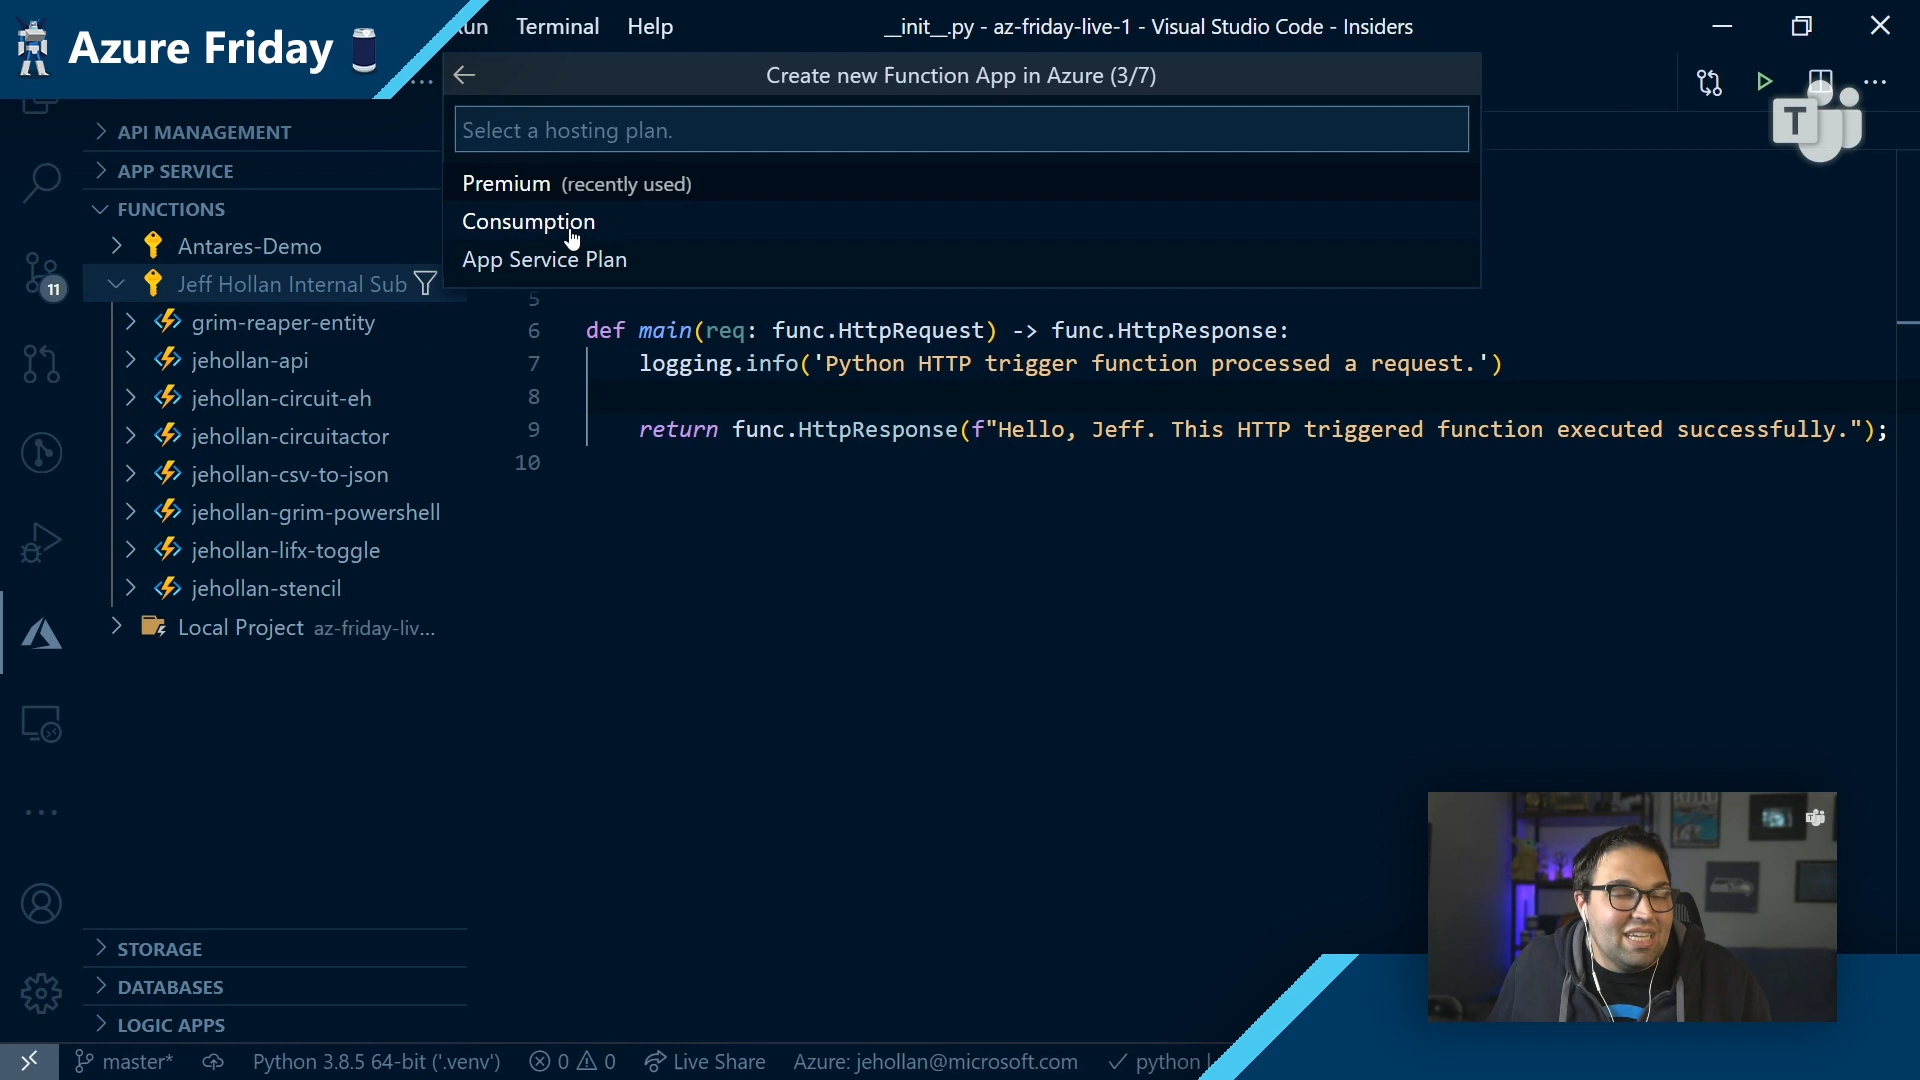 Azure Friday
Terminal Help
__init__.py - az-friday-live-1 - Visual Studio Code - Insiders
Create new Function App in Azure (3/7)
Select a hosting plan.
Premium (recently used)
Consumption
App Service Plan
T
API MANAGEMENT
APP SERVICE
FUNCTIONS
Antares-Demo
Jeff Hollan Internal Sub
grim-reaper-entity
jehollan-api
jehollan-circuit-eh
jehollan-circuitactor
jehollan-csv-to-json
jehollan-grim-powershell
jehollan-lifx-toggle
jehollan-stencil
Local Project az-friday-liv...
11
5
6 def main(req: func.HttpRequest) -> func.HttpResponse:
7 logging.info('Python HTTP trigger function processed a request.')
8
9 return func.HttpResponse(f"Hello, Jeff. This HTTP triggered function executed successfully.");
10
STORAGE
DATABASES
LOGIC APPS
master* Python 3.8.5 64-bit ('.venv') 0 0 Live Share Azure: jehollan@microsoft.com python